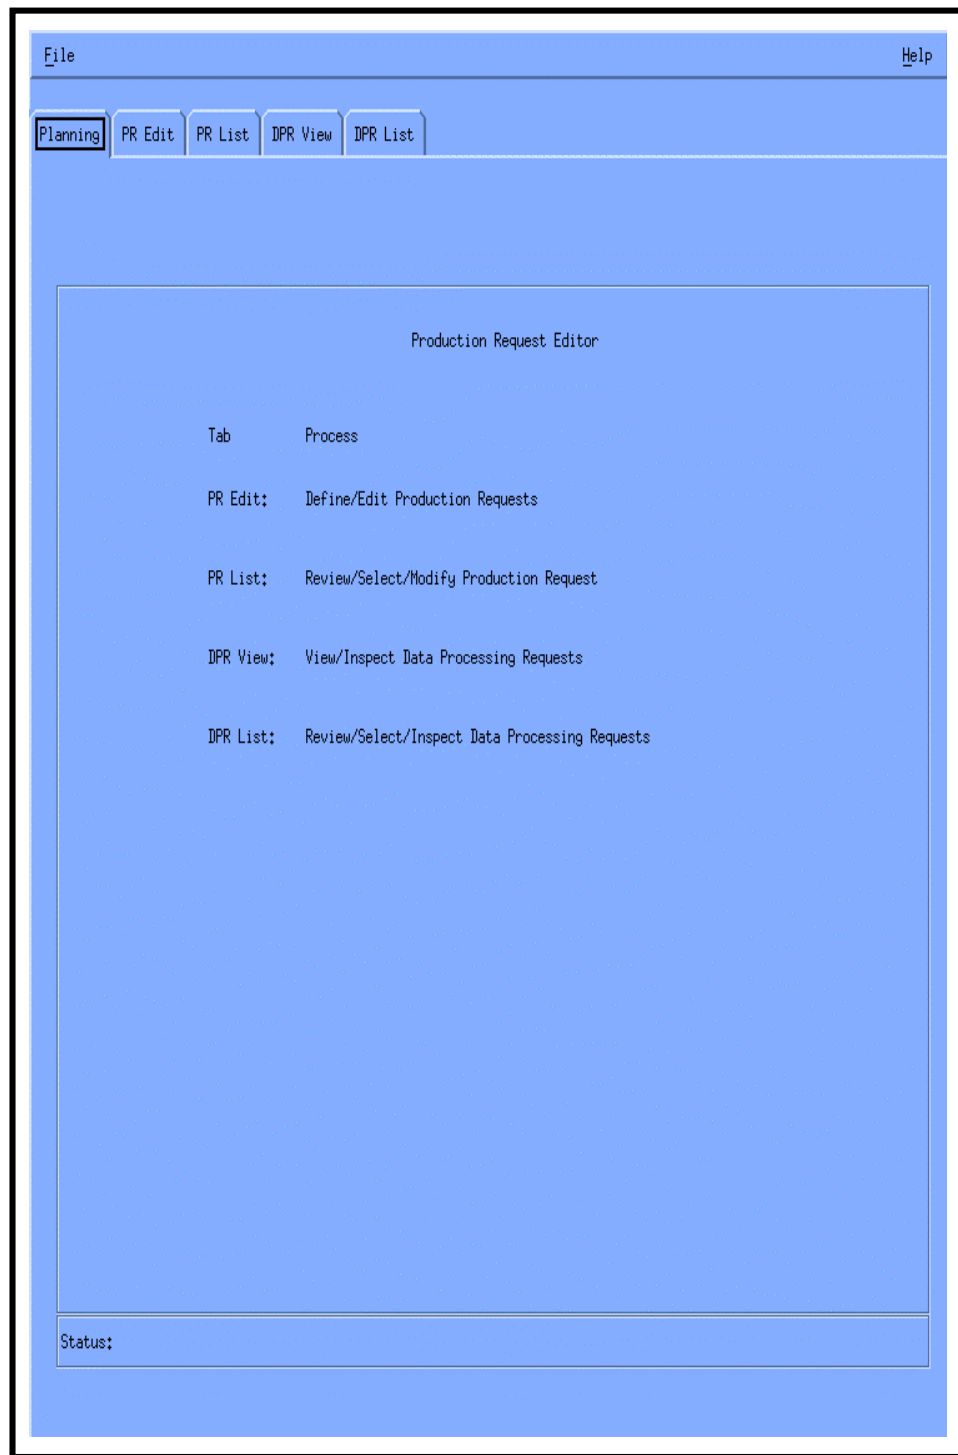 File Help
Planning PR Edit PR List DPR View DPR List
Production Request Editor
Tab Process
PR Edit: Define/Edit Production Requests
PR List: Review/Select/Modify Production Request
DPR View: View/Inspect Data Processing Requests
DPR List: Review/Select/Inspect Data Processing Requests
Status: